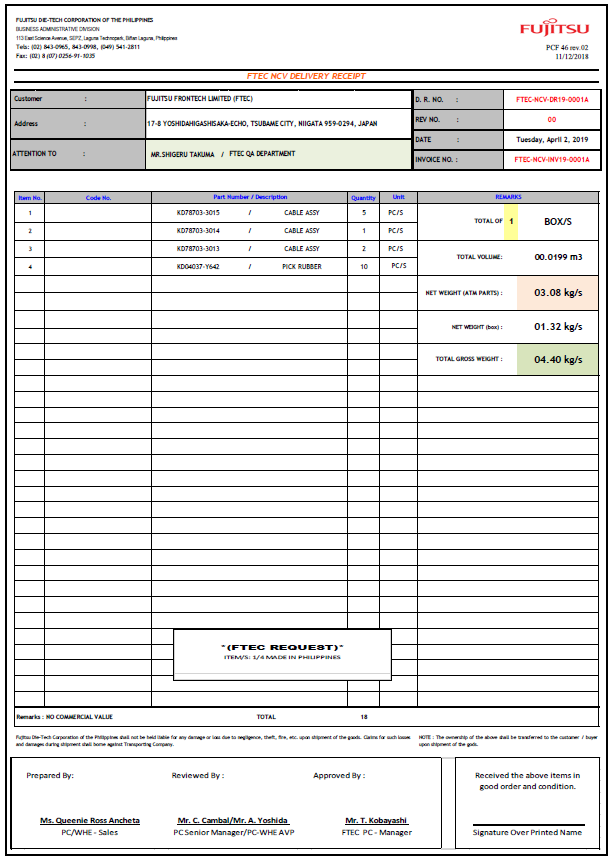 FUJITSU DIE-TECH CORPORATION OF THE PHILIPPINES
BUSINESS ADMINISTRATIVE DIVISION
113 East Science Avenue, SEPZ, Laguna Technopark, Biñan Laguna, Philippines
Tels: (02) 843-0965, 843-0998, (049) 541-2811
Fax: (02) 8 (07) 0256-91-1035
FUJITSU
PCF 46 rev.02
11/12/2018
FTEC NCV DELIVERY RECEIPT
Customer : FUJITSU FRONTECH LIMITED (FTEC)
Address : 17-8 YOSHIDAHIGASHISAKA-ECHO, TSUBAME CITY, NIIGATA 959-0294, JAPAN
ATTENTION TO : MR.SHIGERU TAKUMA / FTEC QA DEPARTMENT
D. R. NO. : FTEC-NCV-DR19-0001A
REV NO. : 00
DATE : Tuesday, April 2, 2019
INVOICE NO. : FTEC-NCV-INV19-0001A
Item No. Code No. Part Number / Description Quantity Unit REMARKS
1 KD78703-3015 / CABLE ASSY 5 PC/S
2 KD78703-3014 / CABLE ASSY 1 PC/S
3 KD78703-3013 / CABLE ASSY 2 PC/S
4 KD04037-Y642 / PICK RUBBER 10 PC/S
TOTAL OF 1 BOX/S
TOTAL VOLUME: 00.0199 m3
NET WEIGHT (ATM PARTS) : 03.08 kg/s
NET WEIGHT (box) : 01.32 kg/s
TOTAL GROSS WEIGHT : 04.40 kg/s
*(FTEC REQUEST)*
ITEM/S: 1/4 MADE IN PHILIPPINES
Remarks : NO COMMERCIAL VALUE TOTAL 18
Fujitsu Die-Tech Corporation of the Philippines shall not be held liable for any damage or loss due to negligence, theft, fire, etc. upon shipment of the goods. Claims for such losses
and damages during shipment shall home against Transporting Company.
NOTE : The ownership of the above shall be transferred to the customer / buyer
upon shipment of the gods.
Prepared By: Reviewed By : Approved By :
Ms. Queenie Ross Ancheta Mr. C. Cambal/Mr. A. Yoshida Mr. T. Kobayashi
PC/WHE - Sales PC Senior Manager/PC-WHE AVP FTEC PC - Manager
Received the above items in
good order and condition.
Signature Over Printed Name